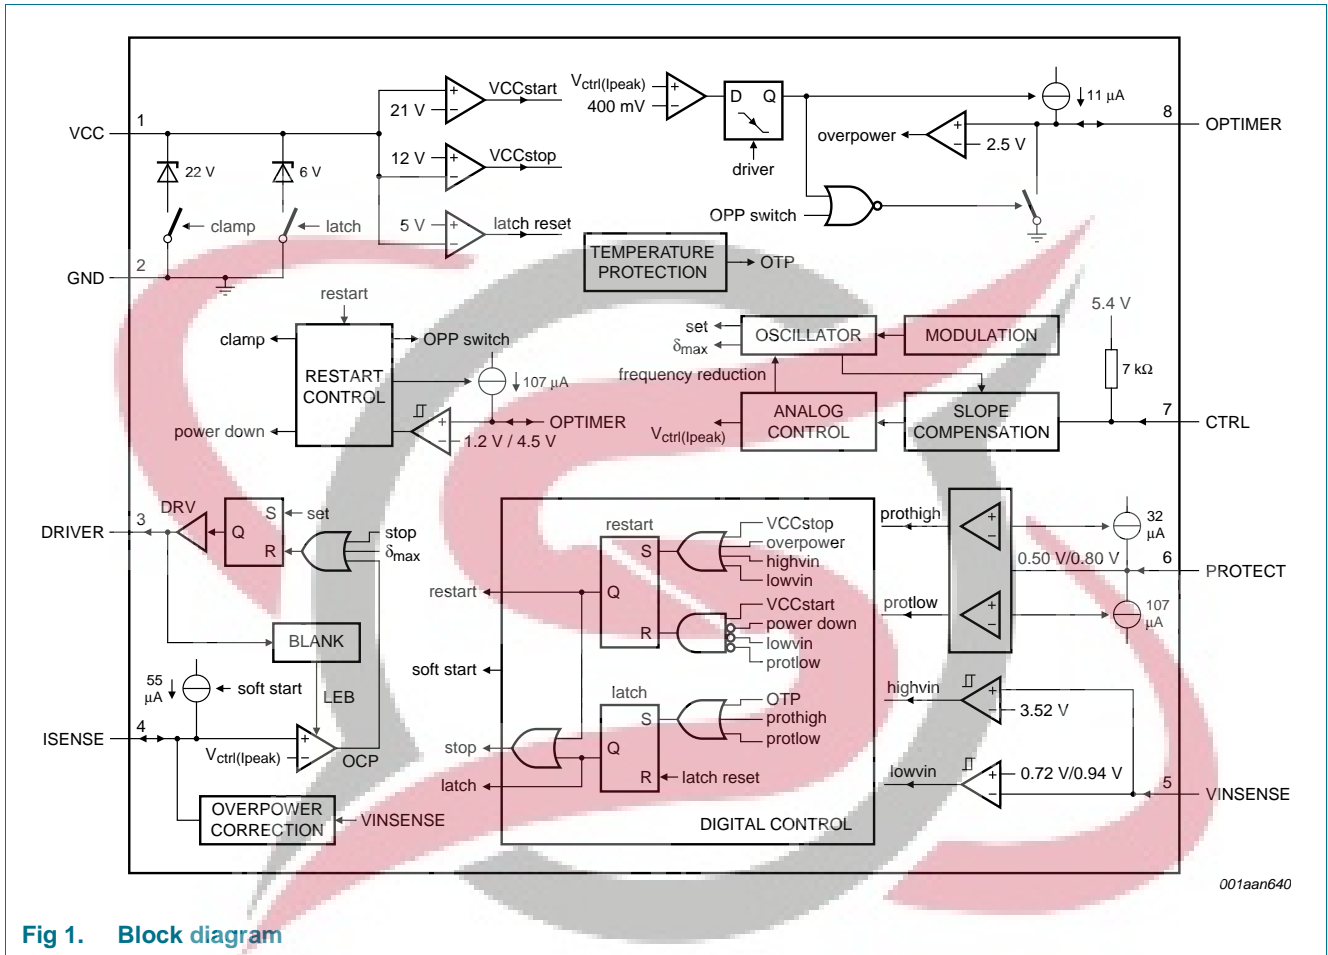 VCC
1
22 V
clamp
6 V
latch
GND
2
21 V
VCCstart
12 V
VCCstop
5 V
latch reset
Vctrl(Ipeak)
400 mV
D
Q
driver
overpower
2.5 V
11 μA
8
OPTIMER
OPP switch
TEMPERATURE
PROTECTION
OTP
restart
clamp
OPP switch
RESTART
CONTROL
107 μA
OPTIMER
power down
1.2 V / 4.5 V
set
δmax
OSCILLATOR
MODULATION
frequency reduction
Vctrl(Ipeak)
ANALOG
CONTROL
SLOPE
COMPENSATION
5.4 V
7 kΩ
7
CTRL
DRIVER
3
DRV
S
Q
R
set
stop
δmax
BLANK
LEB
55
μA
soft start
4
ISENSE
Vctrl(Ipeak)
OCP
OVERPOWER
CORRECTION
VINSENSE
restart
S
Q
R
VCCstop
overpower
highvin
lowvin
VCCstart
power down
lowvin
protlow
restart
soft start
latch
S
Q
R
OTP
prothigh
protlow
latch reset
stop
latch
DIGITAL CONTROL
prothigh
protlow
0.50 V/0.80 V
32
μA
6
PROTECT
107
μA
highvin
3.52 V
lowvin
0.72 V/0.94 V
5
VINSENSE
001aan640
Fig 1. Block diagram